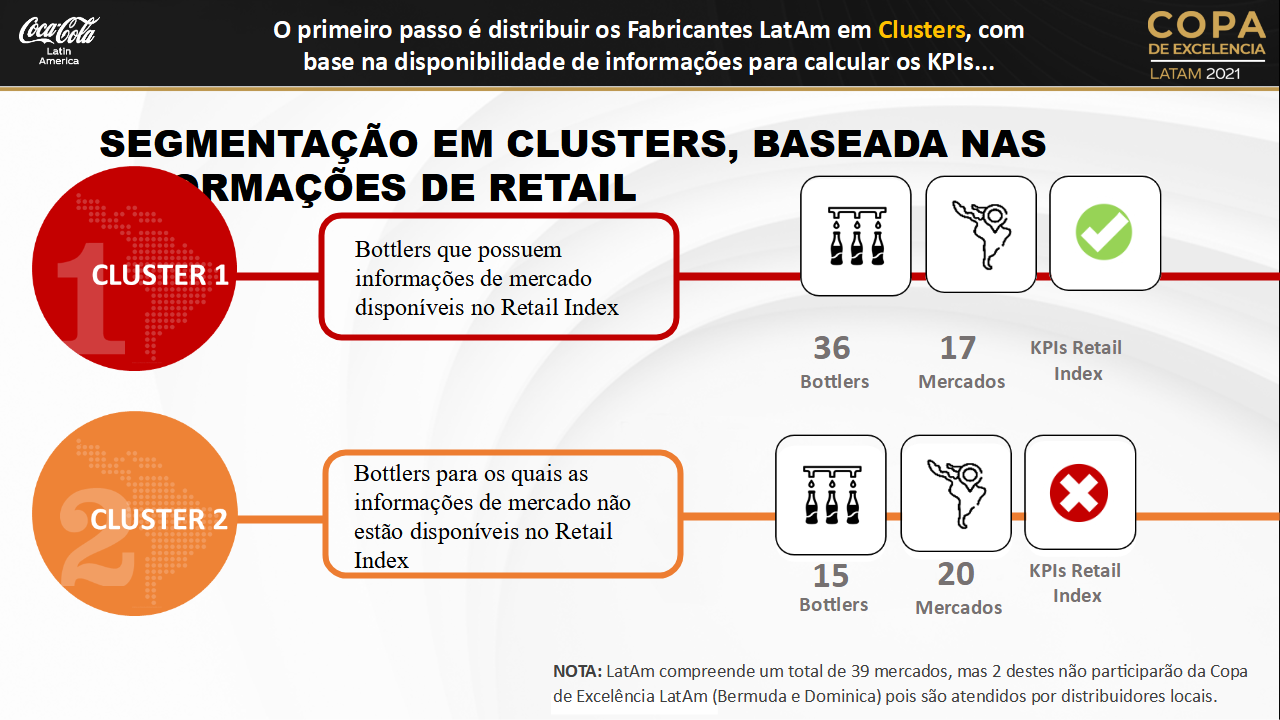 Coca-Cola
Latin
America
O primeiro passo é distribuir os Fabricantes LatAm em Clusters, com
base na disponibilidade de informações para calcular os KPIs...
COPA
DE EXCELENCIA
LATAM 2021
SEGMENTAÇÃO EM CLUSTERS, BASEADA NAS
ORMAÇÕES DE RETAIL
1
CLUSTER 1
Bottlers que possuem
informações de mercado
disponíveis no Retail Index
36
Bottlers
17
Mercados
KPIs Retail
Index
2
CLUSTER 2
Bottlers para os quais as
informações de mercado não
estão disponíveis no Retail
Index
15
Bottlers
20
Mercados
KPIs Retail
Index
NOTA: LatAm compreende um total de 39 mercados, mas 2 destes não participarão da Copa
de Excelência LatAm (Bermuda e Dominica) pois são atendidos por distribuidores locais.